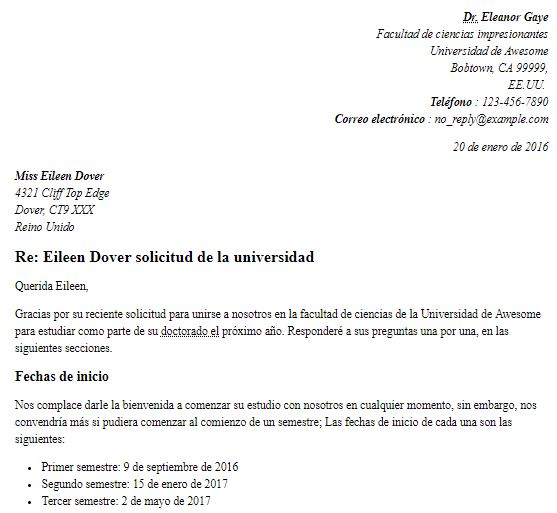 Dr. Eleanor Gaye
Facultad de ciencias impresionantes
Universidad de Awesome
Bobtown, CA 99999,
EE.UU.
Teléfono : 123-456-7890
Correo electrónico : no_reply@example.com
20 de enero de 2016
Miss Eileen Dover
4321 Cliff Top Edge
Dover, CT9 XXX
Reino Unido
Re: Eileen Dover solicitud de la universidad
Querida Eileen,
Gracias por su reciente solicitud para unirse a nosotros en la facultad de ciencias de la Universidad de Awesome
para estudiar como parte de su doctorado el próximo año. Responderé a sus preguntas una por una, en las
siguientes secciones.
Fechas de inicio
Nos complace darle la bienvenida a comenzar su estudio con nosotros en cualquier momento, sin embargo, nos
convendría más si pudiera comenzar al comienzo de un semestre; Las fechas de inicio de cada una son las
siguientes:
• Primer semestre: 9 de septiembre de 2016
• Segundo semestre: 15 de enero de 2017
• Tercer semestre: 2 de mayo de 2017